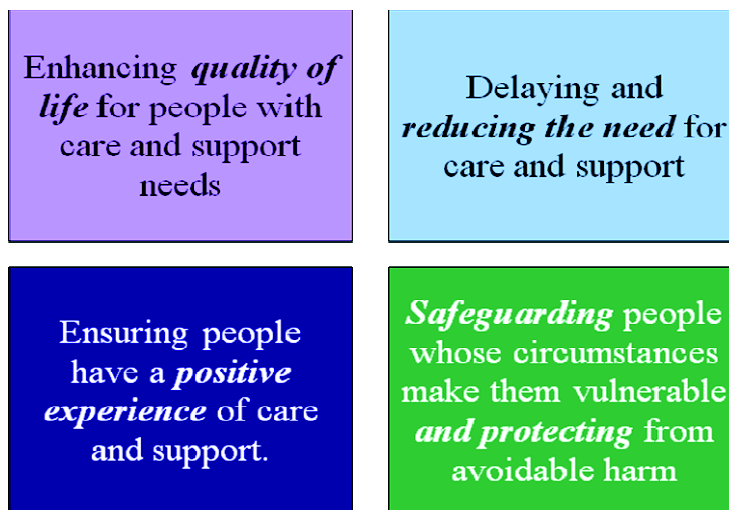 Enhancing quality of
life for people with
care and support
needs
Delaying and
reducing the need for
care and support
Ensuring people
have a positive
experience of care
and support.
Safeguarding people
whose circumstances
make them vulnerable
and protecting from
avoidable harm